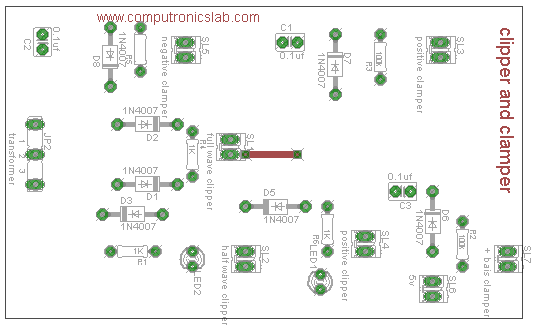 www.computronicslab.com
clipper and clamper
0.1uf
C2
1N4007
D8
R5
SL5
negative clamper
C1
0.1uf
D7
1N4007
100K
R3
SL3
positive clamper
JP2
1
2
3
transformer
1N4007
D2
R4
1K
SL1
full wave clipper
1N4007
D1
D3
1N4007
1K
R1
LED2
SL2
half wave clipper
D5
1N4007
1K
R6
LED1
SL4
positive clipper
0.1uf
C3
D6
1N4007
R2
100K
5v
SL6
+ bais clamper
SL7